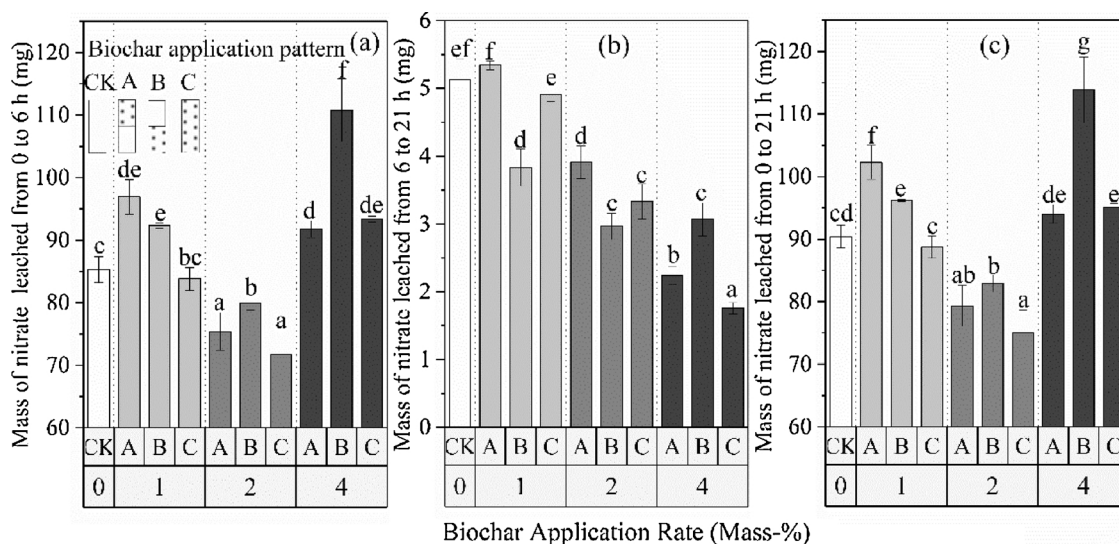 Mass of nitrate leached from 0 to 6 h (mg)
120
110
100
90
80
70
60
Biochar application pattern (a)
CK A B C
c
de
e
bc
a
b
a
d
f
de
CK A B C A B C A B C
0 1 2 4
Mass of nitrate leached from 6 to 21 h (mg)
6
5
4
3
2
1
0
(b)
ef
f
d
e
d
c
c
b
c
a
CK A B C A B C A B C
0 1 2 4
Mass of nitrate leached from 0 to 21 h (mg)
120
110
100
90
80
70
60
(c)
cd
f
e
c
ab
b
a
de
g
e
CK A B C A B C A B C
0 1 2 4
Biochar Application Rate (Mass-%)